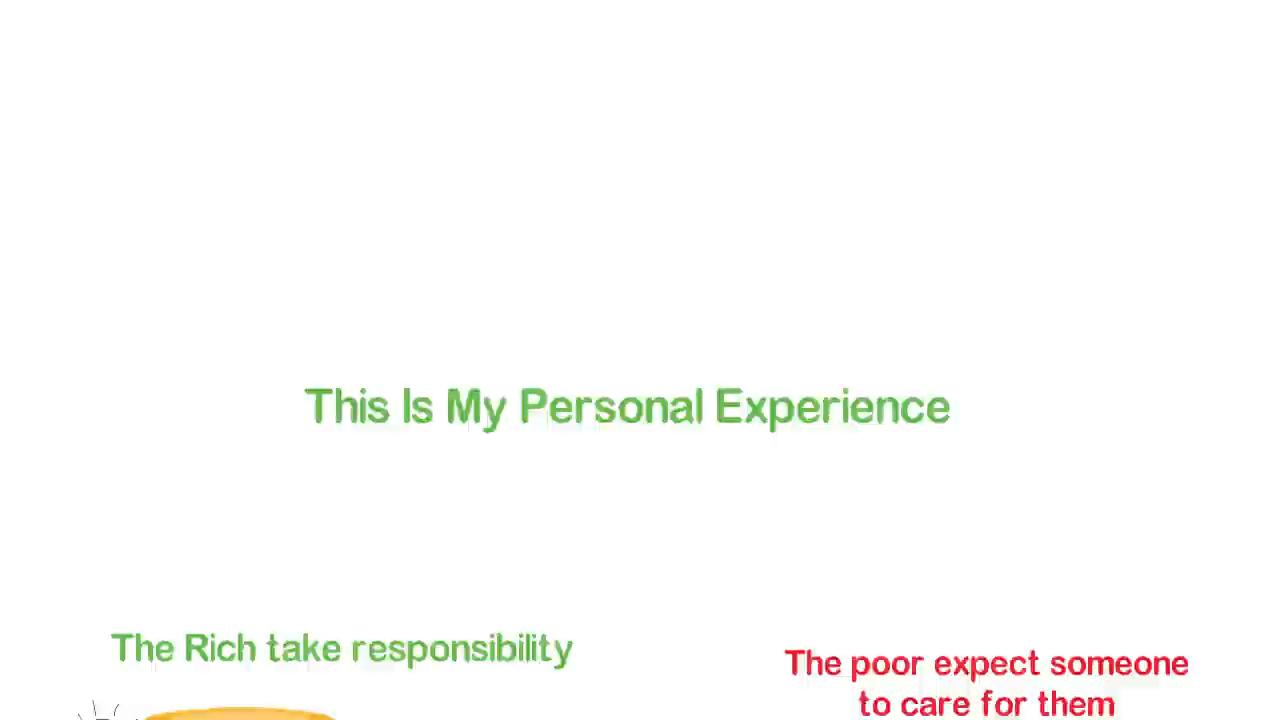 This Is My Personal Experience
The Rich take responsibility
The poor expect someone
to care for them